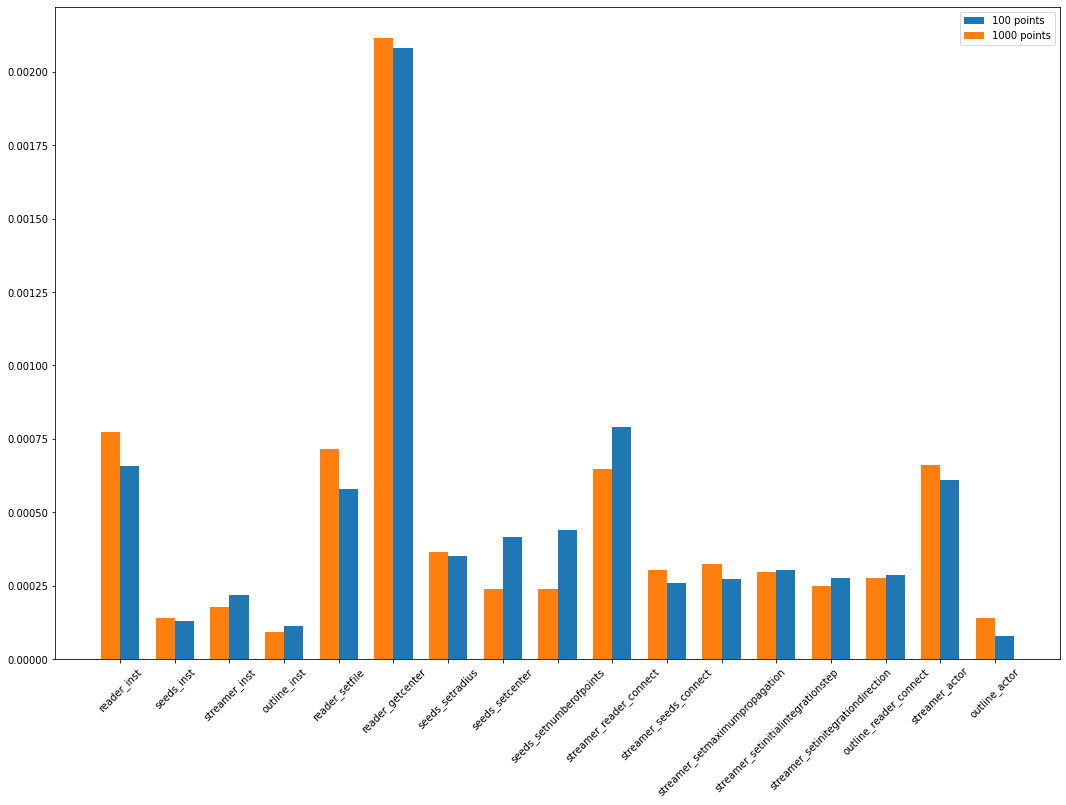 100 points
1000 points
0.00200
0.00175
0.00150
0.00125
0.00100
0.00075
0.00050
0.00025
0.00000
reader_inst
seeds_inst
streamer_inst
outline_inst
reader_setfile
reader_getcenter
seeds_setradius
seeds_setcenter
seeds_setnumberofpoints
streamer_reader_connect
streamer_seeds_connect
streamer_setmaximumpropagation
streamer_setinitialintegrationstep
streamer_setinitegrationdirection
outline_reader_connect
streamer_actor
outline_actor